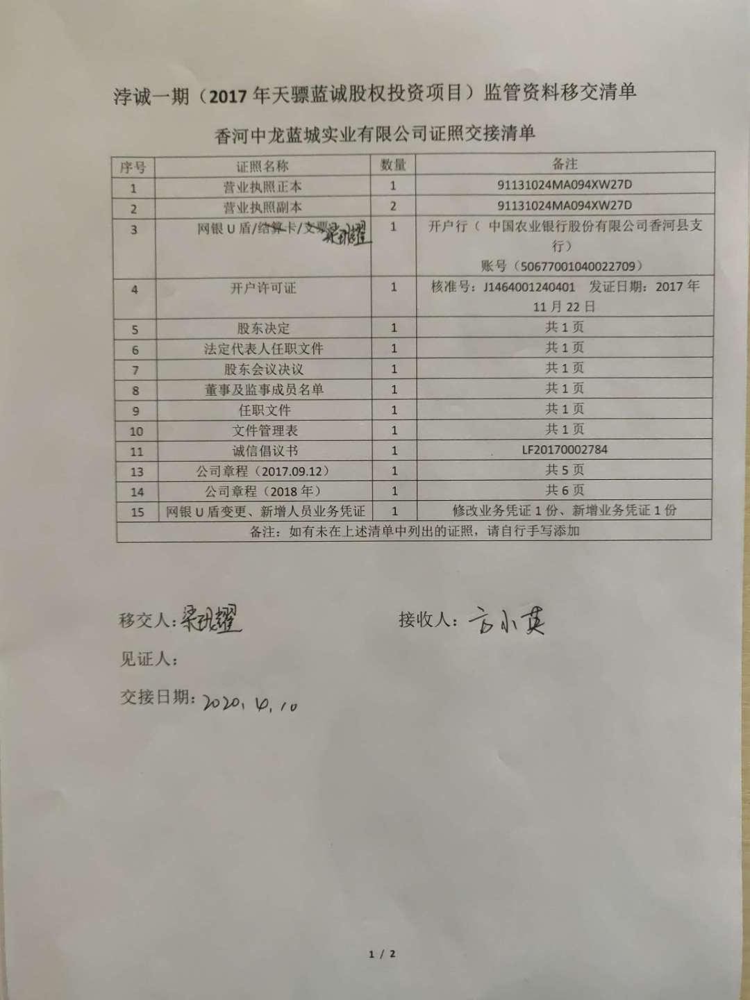 浡诚一期（2017年天骠蓝诚股权投资项目）监管资料移交清单
香河中龙蓝城实业有限公司证照交接清单
序号 证照名称 数量 备注
1 营业执照正本 1 91131024MA094XW27D
2 营业执照副本 2 91131024MA094XW27D
3 网银U盾/结算卡/支票 1 开户行（ 中国农业银行股份有限公司香河县支
行）
账号（50677001040022709）
4 开户许可证 1 核准号：J1464001240401 发证日期：2017年
11月22日
5 股东决定 1 共1页
6 法定代表人任职文件 1 共1页
7 股东会议决议 1 共1页
8 董事及监事成员名单 1 共1页
9 任职文件 1 共1页
10 文件管理表 1 共1页
11 诚信倡议书 1 LF20170002784
13 公司章程（2017.09.12） 1 共5页
14 公司章程（2018年） 1 共6页
15 网银U盾变更、新增人员业务凭证 1 修改业务凭证1份、新增业务凭证1份
备注：如有未在上述清单中列出的证照，请自行手写添加
移交人： 接收人：方小英
见证人：
交接日期：2020.4.10
1 / 2